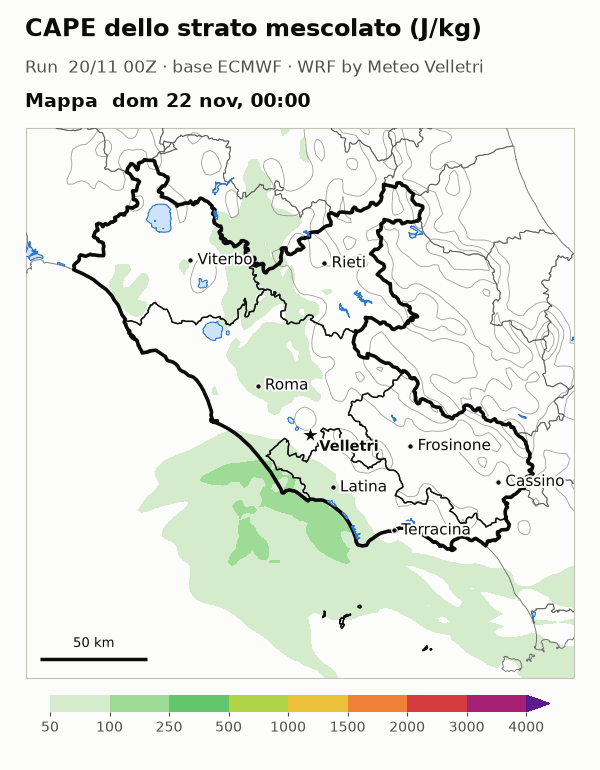 CAPE dello strato mescolato (J/kg)
Run  20/11 00Z · base ECMWF · WRF by Meteo Velletri
Mappa  dom 22 nov, 00:00
Viterbo
Rieti
Roma
Velletri
Frosinone
Cassino
Latina
Terracina
50 km
50 100 250 500 1000 1500 2000 3000 4000